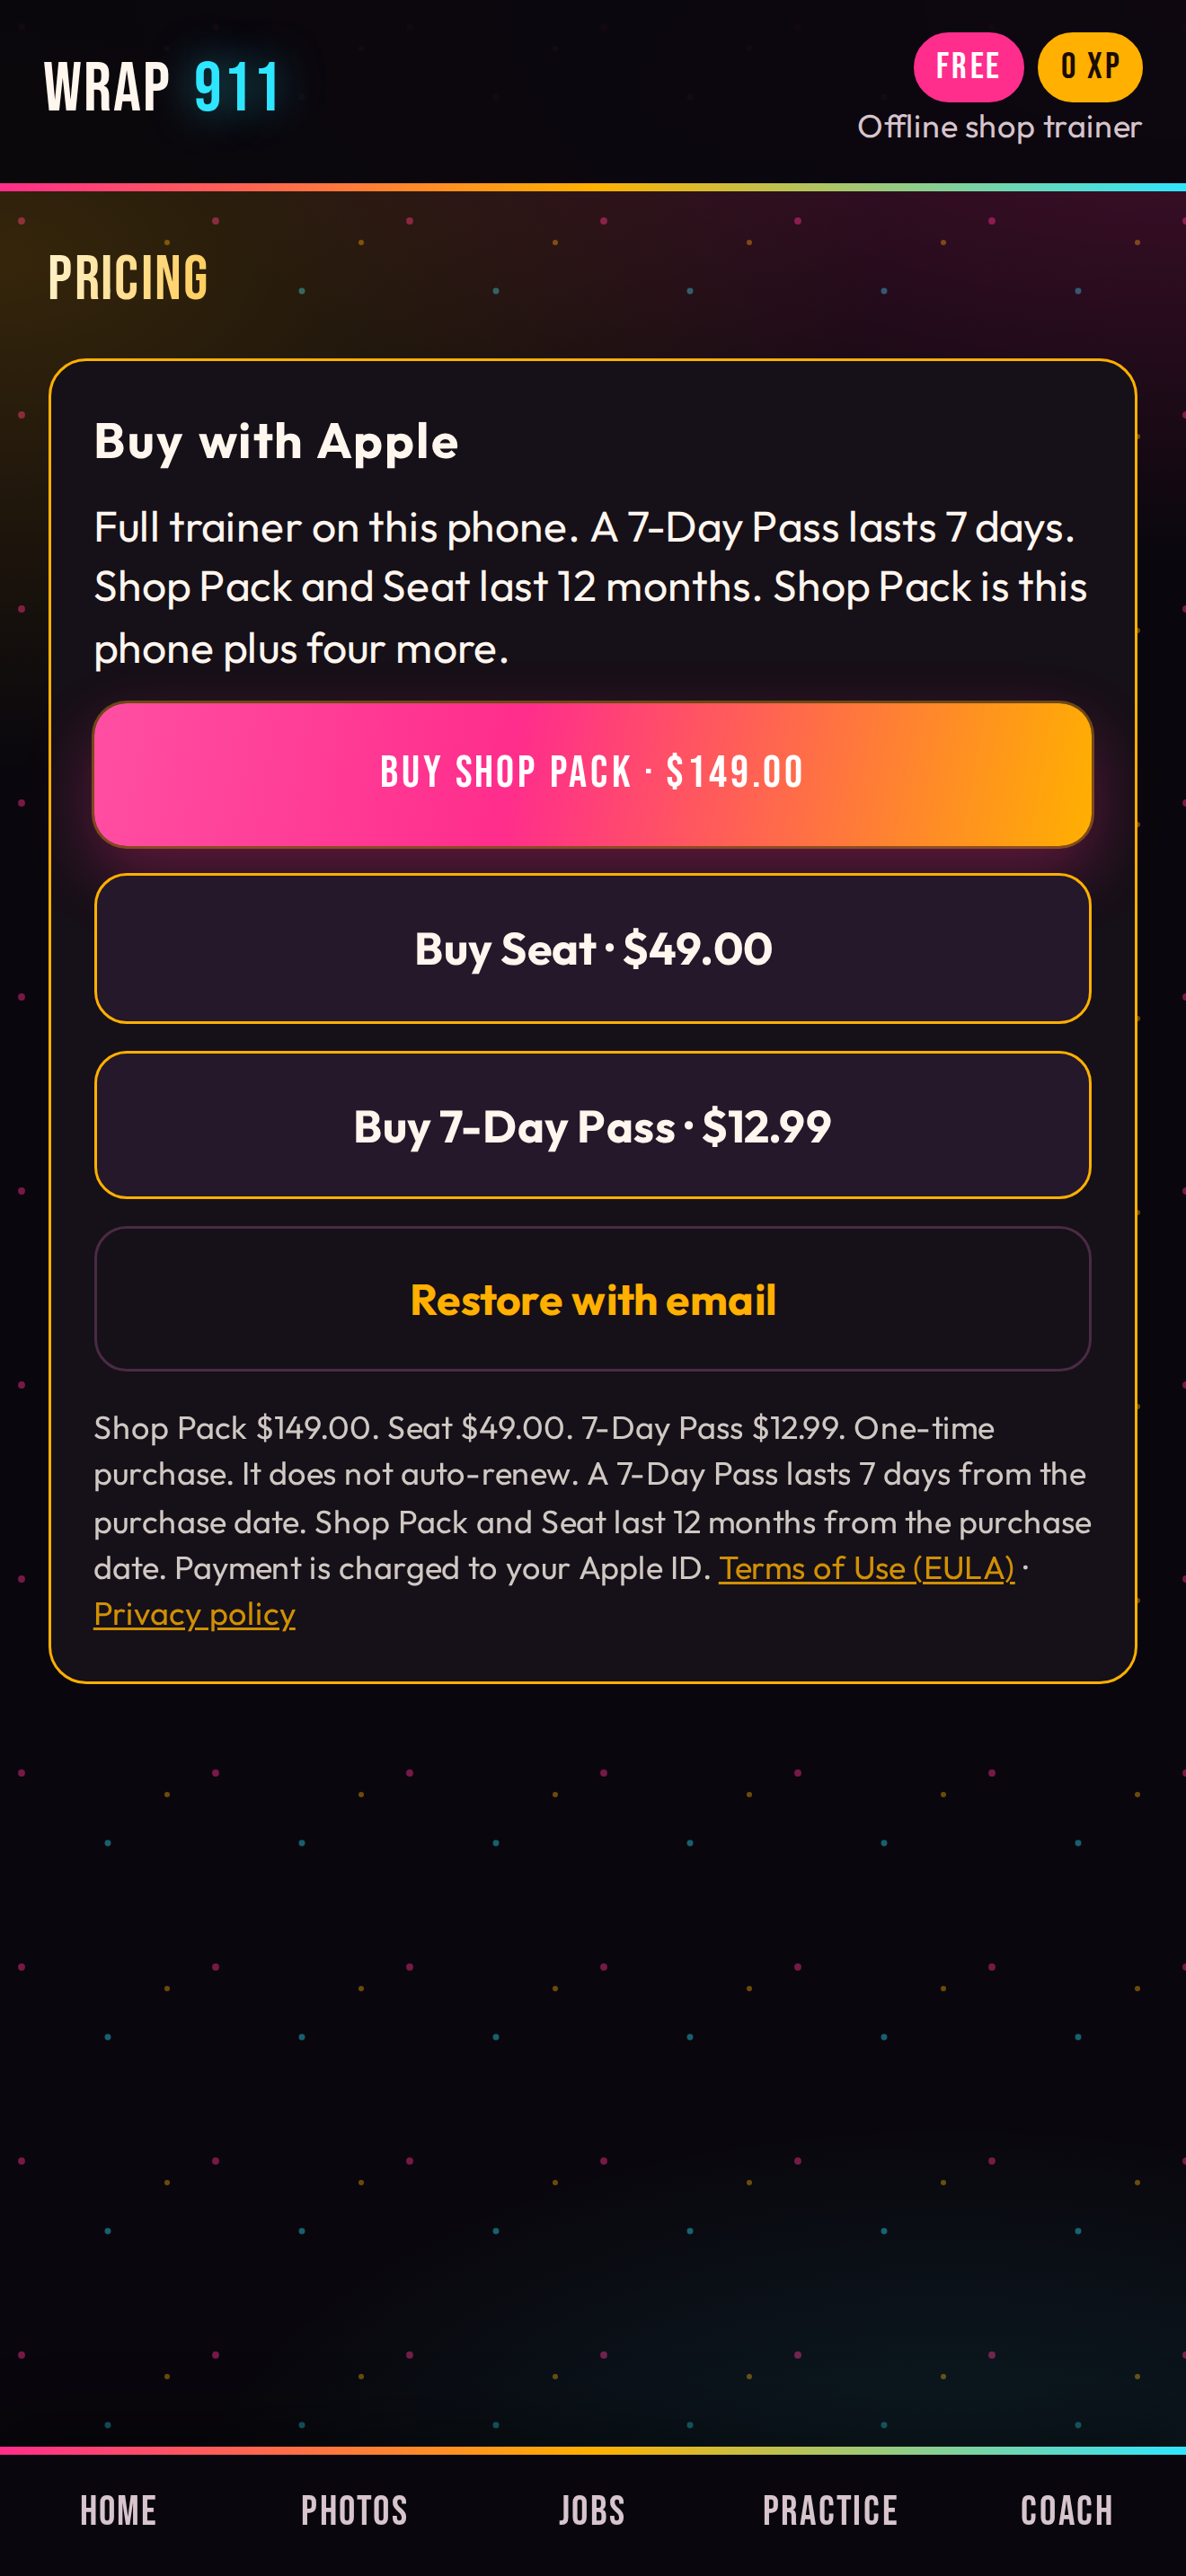 WRAP 911
FREE
0 XP
Offline shop trainer
PRICING
Buy with Apple
Full trainer on this phone. A 7-Day Pass lasts 7 days.
Shop Pack and Seat last 12 months. Shop Pack is this
phone plus four more.
BUY SHOP PACK · $149.00
Buy Seat · $49.00
Buy 7-Day Pass · $12.99
Restore with email
Shop Pack $149.00. Seat $49.00. 7-Day Pass $12.99. One-time
purchase. It does not auto-renew. A 7-Day Pass lasts 7 days from the
purchase date. Shop Pack and Seat last 12 months from the purchase
date. Payment is charged to your Apple ID. Terms of Use (EULA) ·
Privacy policy
HOME
PHOTOS
JOBS
PRACTICE
COACH